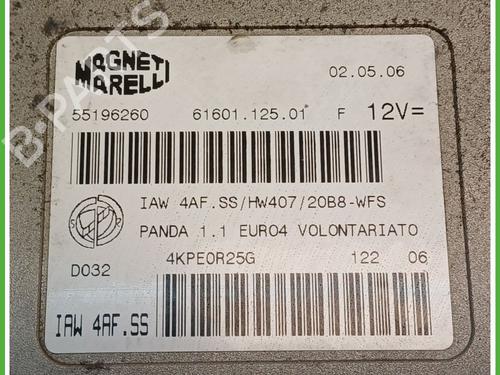 MAGNETI
MARELLI
02.05.06
55196260 61601.125.01 F 12V=
IAW 4AF.SS/HW407/20B8-WFS
PANDA 1.1 EURO4 VOLONTARIATO
D032 4KPE0R25G 122 06
IAW 4AF.SS
B-PARTS